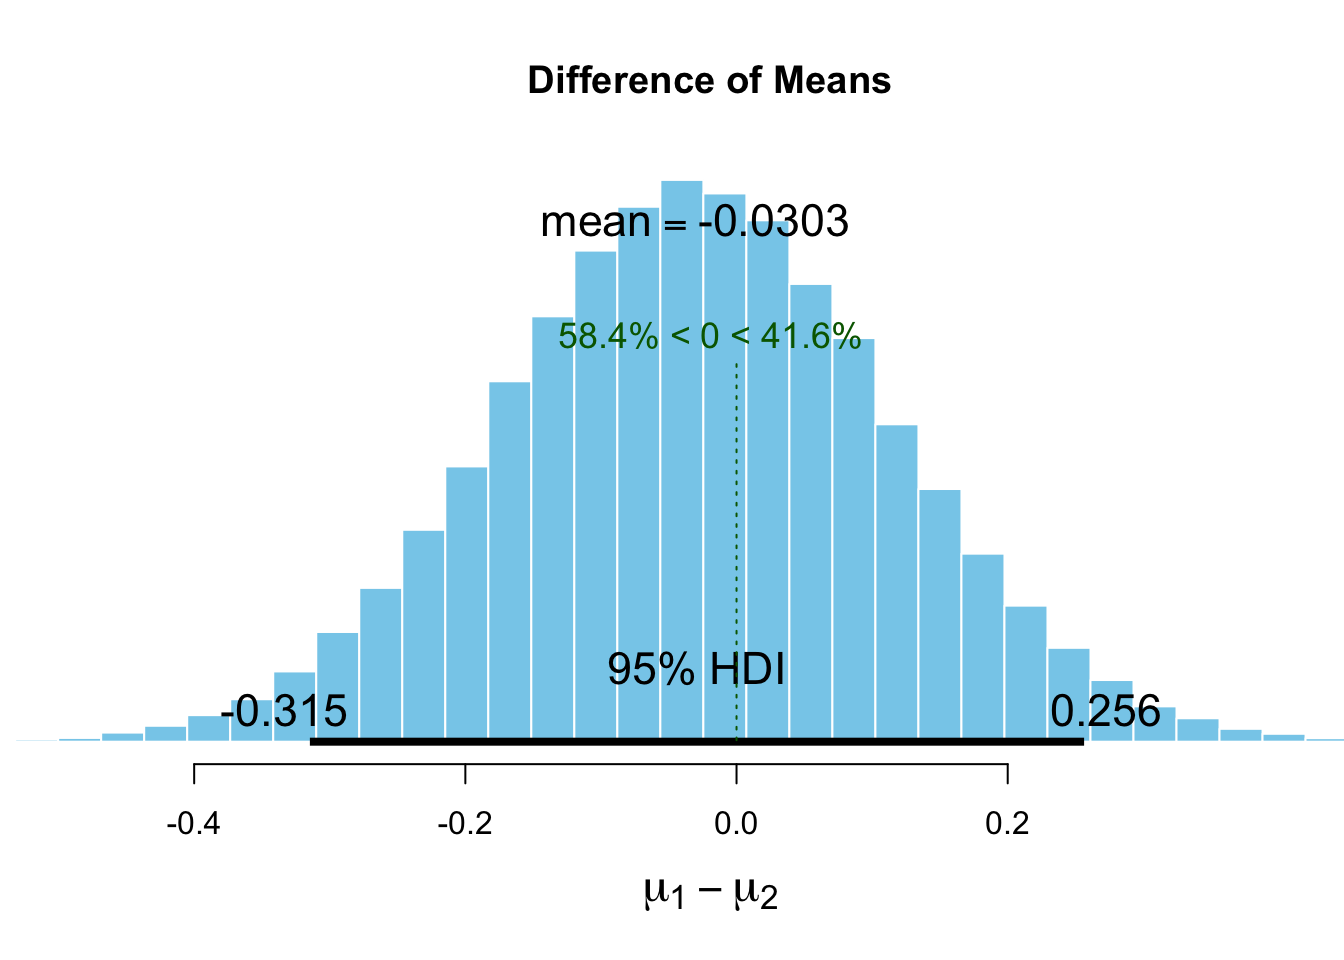 Difference of Means
mean = -0.0303
58.4% < 0 < 41.6%
95% HDI
-0.315 0.256
-0.4 -0.2 0.0 0.2
μ1 − μ2